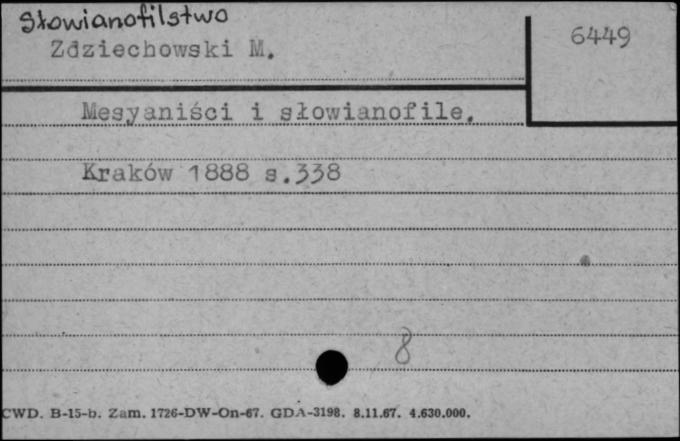 Słowianofilstwo
Zdziechowski M.
6449
Mesyaniści i słowianofile.
Kraków 1888 s.338
8
CWD. B-15-b. Zam. 1726-DW-On-67. GDA-3198. 8.11.67. 4.630.000.